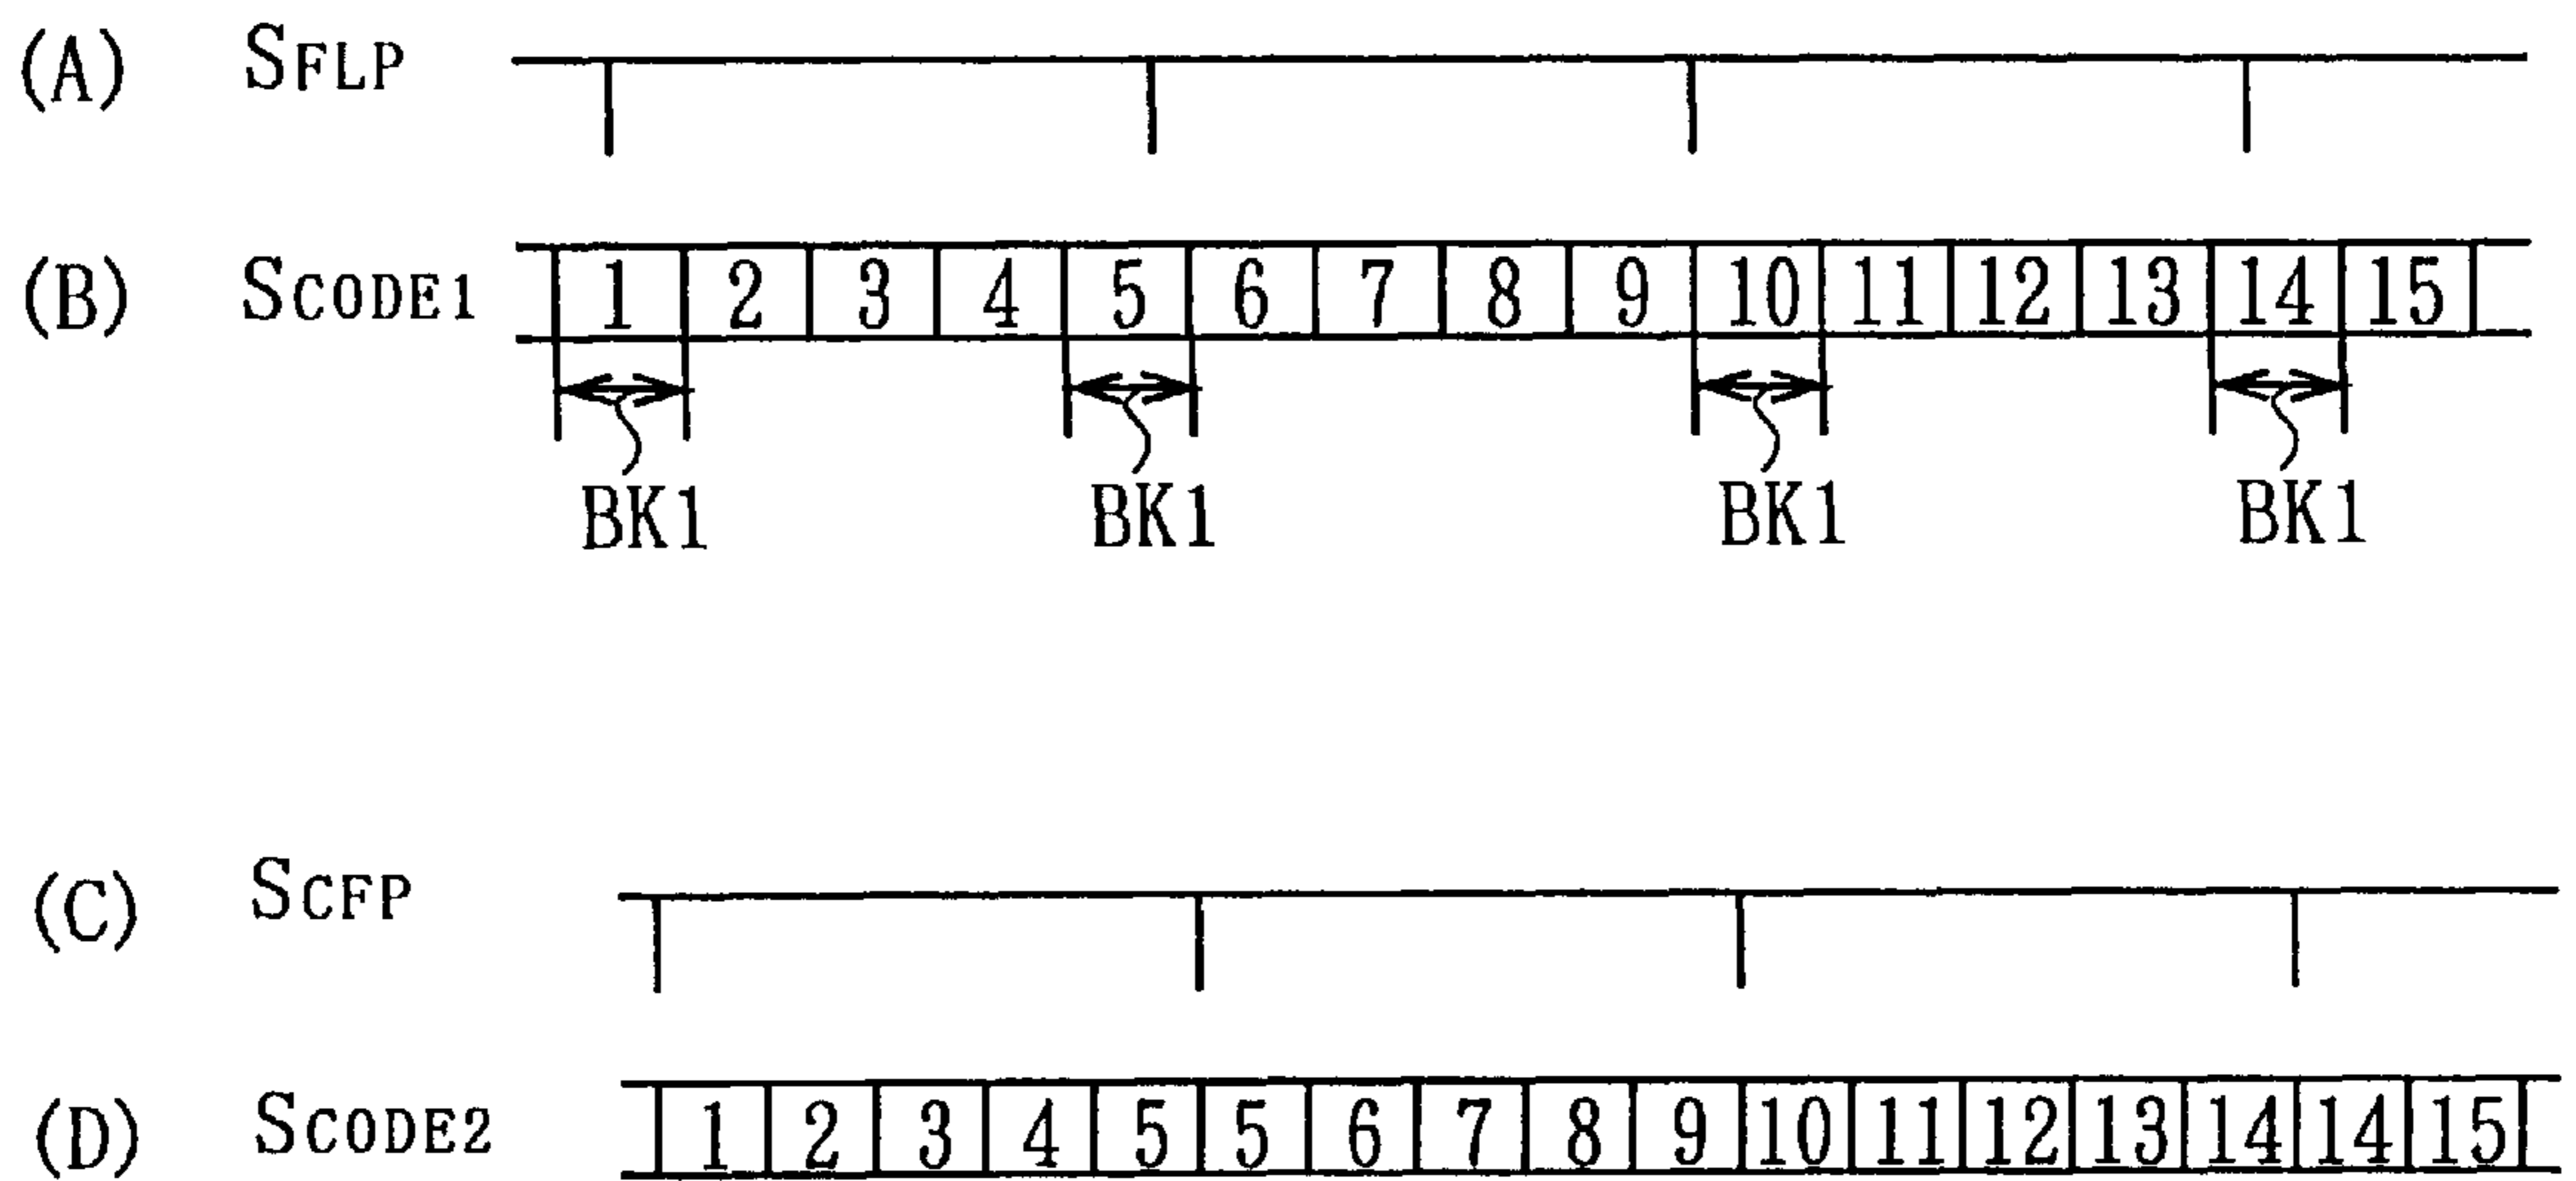 (A) SFLP
(B) SCODE1 1 2 3 4 5 6 7 8 9 10 11 12 13 14 15
BK1 BK1 BK1 BK1
(C) SCFP
(D) SCODE2 1 2 3 4 5 5 6 7 8 9 10 11 12 13 14 14 15